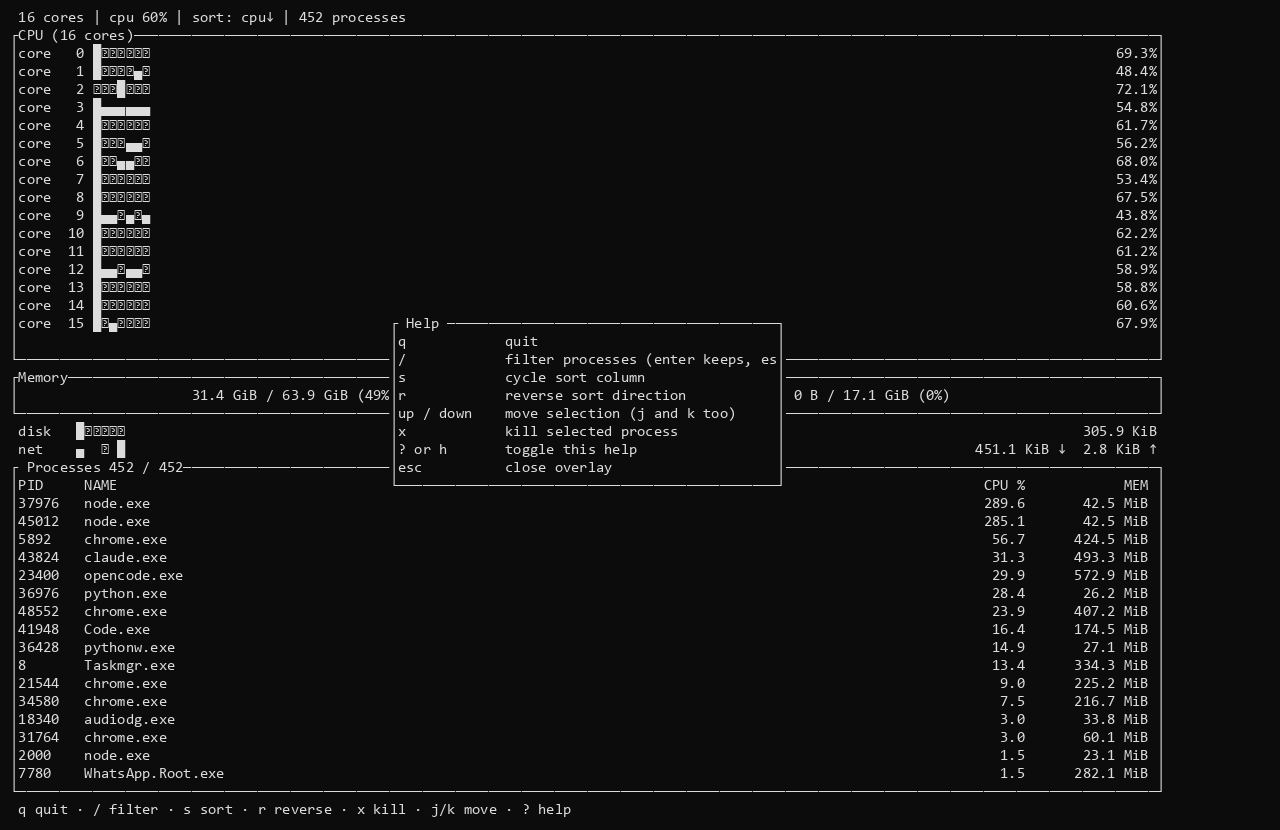 16 cores │ cpu 60% │ sort: cpu↓ │ 452 processes
CPU (16 cores)
core 0 69.3%
core 1 48.4%
core 2 72.1%
core 3 54.8%
core 4 61.7%
core 5 56.2%
core 6 68.0%
core 7 53.4%
core 8 67.5%
core 9 43.8%
core 10 62.2%
core 11 61.2%
core 12 58.9%
core 13 58.8%
core 14 60.6%
core 15 67.9%
Help
q quit
/ filter processes (enter keeps, es
s cycle sort column
r reverse sort direction
up / down move selection (j and k too)
x kill selected process
? or h toggle this help
esc close overlay
Memory
31.4 GiB / 63.9 GiB (49% 0 B / 17.1 GiB (0%)
disk 305.9 KiB
net 451.1 KiB ↓ 2.8 KiB ↑
Processes 452 / 452
PID NAME CPU % MEM
37976 node.exe 289.6 42.5 MiB
45012 node.exe 285.1 42.5 MiB
5892 chrome.exe 56.7 424.5 MiB
43824 claude.exe 31.3 493.3 MiB
23400 opencode.exe 29.9 572.9 MiB
36976 python.exe 28.4 26.2 MiB
48552 chrome.exe 23.9 407.2 MiB
41948 Code.exe 16.4 174.5 MiB
36428 pythonw.exe 14.9 27.1 MiB
8 Taskmgr.exe 13.4 334.3 MiB
21544 chrome.exe 9.0 225.2 MiB
34580 chrome.exe 7.5 216.7 MiB
18340 audiodg.exe 3.0 33.8 MiB
31764 chrome.exe 3.0 60.1 MiB
2000 node.exe 1.5 23.1 MiB
7780 WhatsApp.Root.exe 1.5 282.1 MiB
q quit · / filter · s sort · r reverse · x kill · j/k move · ? help